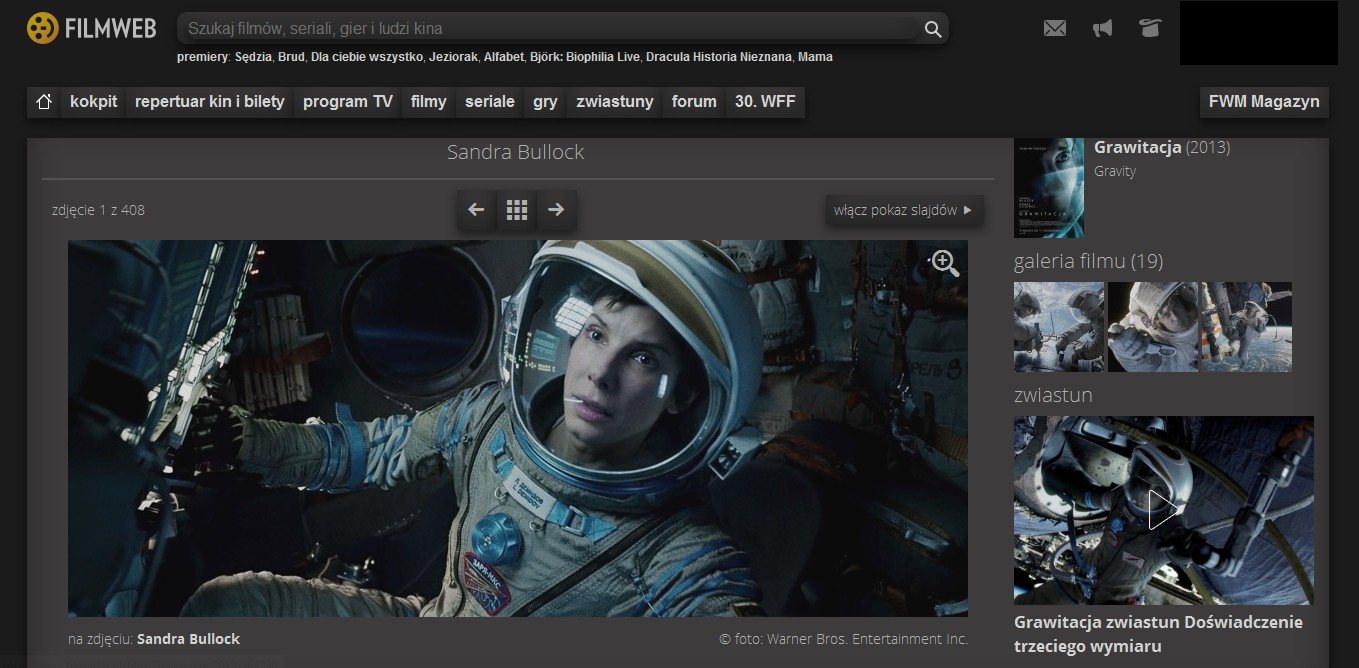 FILMWEB
Szukaj filmów, seriali, gier i ludzi kina
premiery: Sędzia, Brud, Dla ciebie wszystko, Jeziorak, Alfabet, Björk: Biophilia Live, Dracula Historia Nieznana, Mama
kokpit repertuar kin i bilety program TV filmy seriale gry zwiastuny forum 30. WFF FWM Magazyn
Sandra Bullock
zdjęcie 1 z 408
włącz pokaz slajdów
na zdjęciu: Sandra Bullock
© foto: Warner Bros. Entertainment Inc.
Grawitacja (2013)
Gravity
GRAWITACJA
galeria filmu (19)
zwiastun
Grawitacja zwiastun Doświadczenie
trzeciego wymiaru